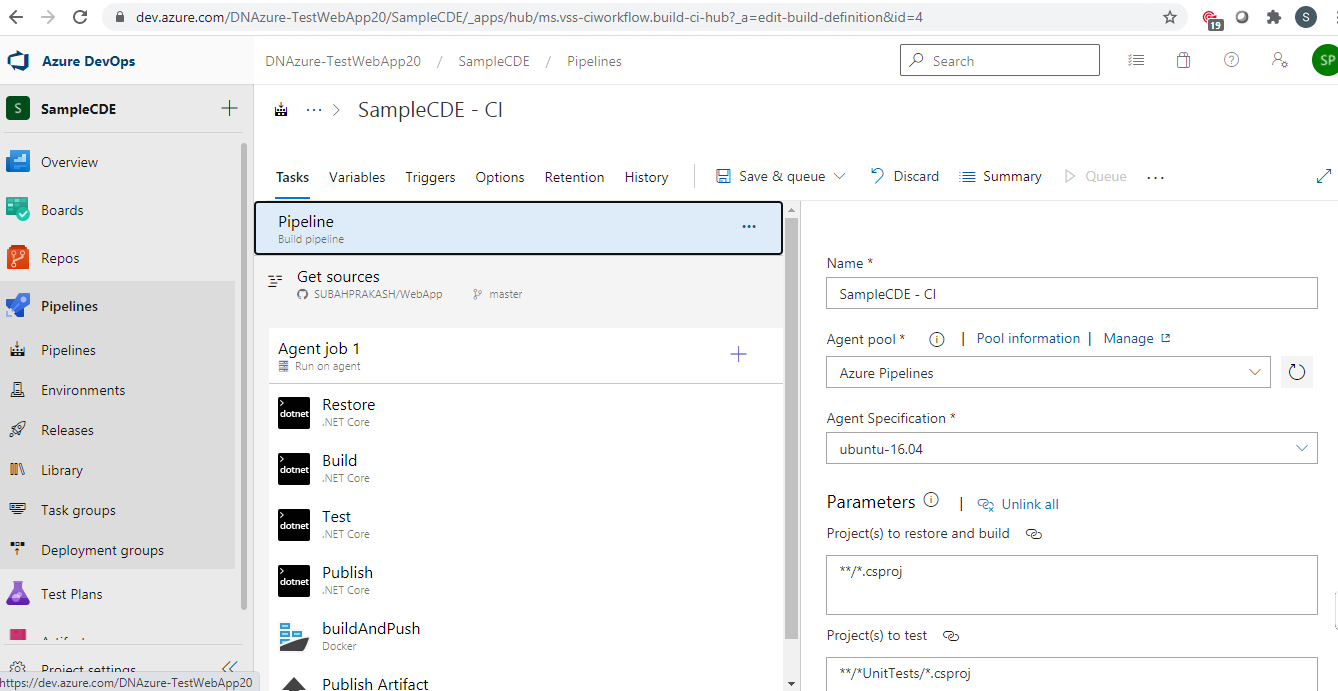 dev.azure.com/DNAzure-TestWebApp20/SampleCDE/_apps/hub/ms.vss-ciworkflow.build-ci-hub?_a=edit-build-definition&id=4
19
S
Azure DevOps
DNAzure-TestWebApp20 / SampleCDE / Pipelines
Search
SP
S
SampleCDE
Overview
Boards
Repos
Pipelines
Pipelines
Environments
Releases
Library
Task groups
Deployment groups
Test Plans
Project settings
https://dev.azure.com/DNAzure-TestWebApp20
SampleCDE - CI
Tasks Variables Triggers Options Retention History
Save & queue Discard Summary Queue
Pipeline
Build pipeline
Get sources
SUBAHPRAKASH/WebApp master
Agent job 1
Run on agent
dotnet
Restore
.NET Core
dotnet
Build
.NET Core
dotnet
Test
.NET Core
dotnet
Publish
.NET Core
buildAndPush
Docker
Publish Artifact
Name *
SampleCDE - CI
Agent pool * | Pool information | Manage
Azure Pipelines
Agent Specification *
ubuntu-16.04
Parameters | Unlink all
Project(s) to restore and build
**/*.csproj
Project(s) to test
**/*UnitTests/*.csproj